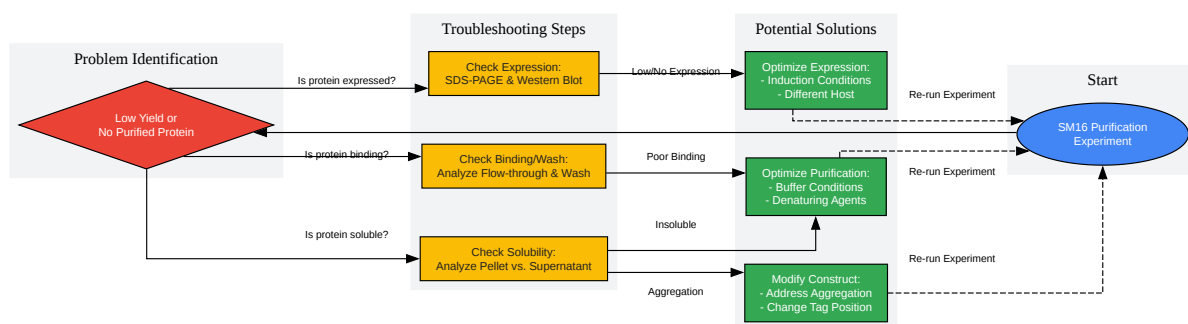 Problem Identification
Low Yield or
No Purified Protein
Is protein expressed?
Is protein binding?
Is protein soluble?
Troubleshooting Steps
Check Expression:
SDS-PAGE & Western Blot
Check Binding/Wash:
Analyze Flow-through & Wash
Check Solubility:
Analyze Pellet vs. Supernatant
Low/No Expression
Poor Binding
Insoluble
Aggregation
Potential Solutions
Optimize Expression:
- Induction Conditions
- Different Host
Optimize Purification:
- Buffer Conditions
- Denaturing Agents
Modify Construct:
- Address Aggregation
- Change Tag Position
Re-run Experiment
Re-run Experiment
Re-run Experiment
Start
SM16 Purification
Experiment